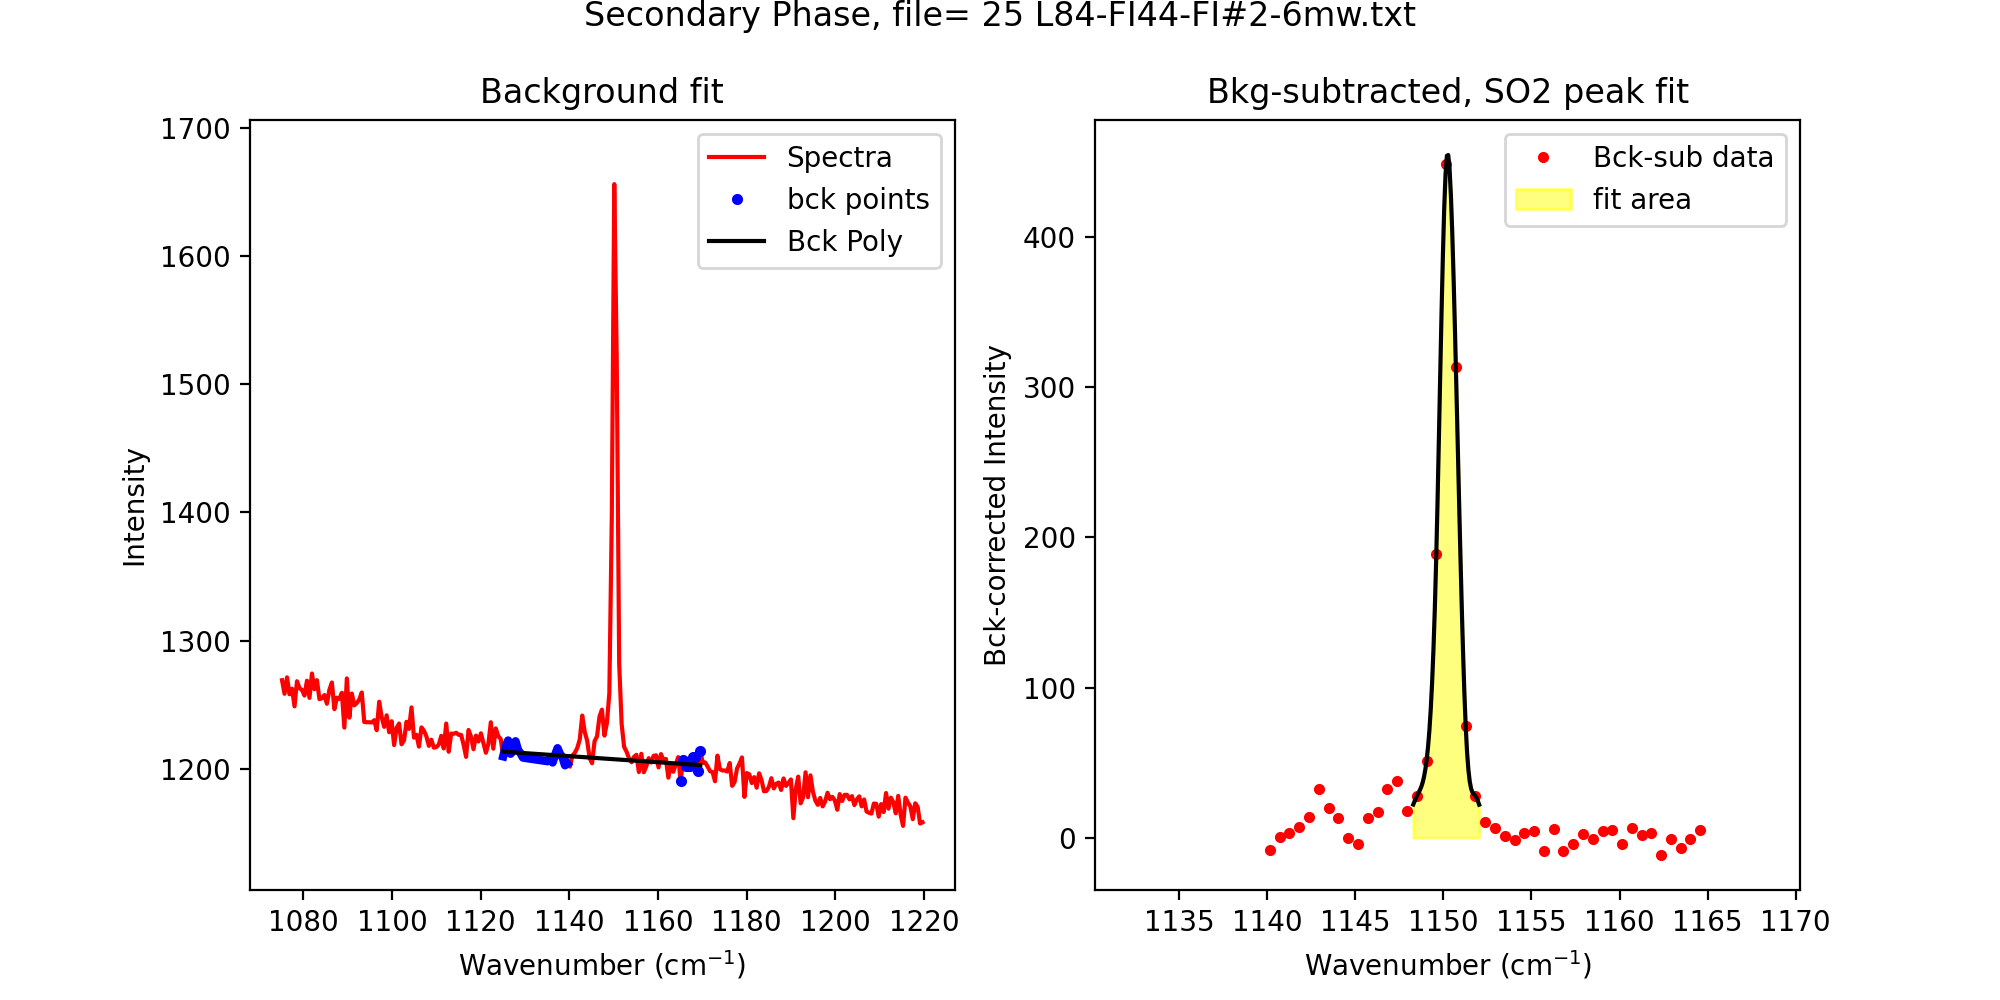 Secondary Phase, file= 25 L84-FI44-FI#2-6mw.txt
Background fit
1700
1600
1500
1400
1300
1200
Intensity
Spectra
bck points
Bck Poly
1080 1100 1120 1140 1160 1180 1200 1220
Wavenumber (cm⁻¹)
Bkg-subtracted, SO2 peak fit
400
300
200
100
0
Bck-corrected Intensity
Bck-sub data
fit area
1135 1140 1145 1150 1155 1160 1165 1170
Wavenumber (cm⁻¹)